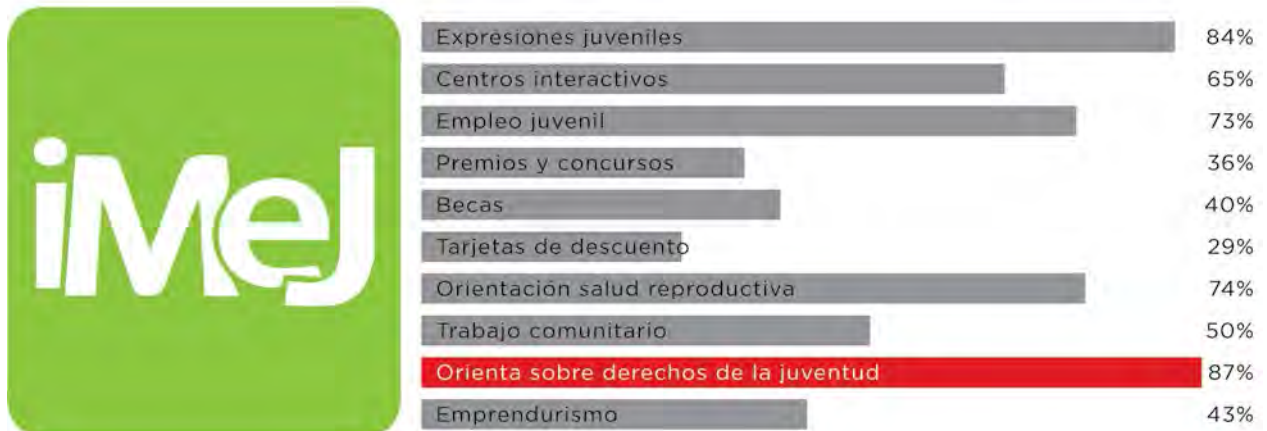 iMeJ
Expresiones juveniles 84%
Centros interactivos 65%
Empleo juvenil 73%
Premios y concursos 36%
Becas 40%
Tarjetas de descuento 29%
Orientación salud reproductiva 74%
Trabajo comunitario 50%
Orienta sobre derechos de la juventud 87%
Emprendurismo 43%